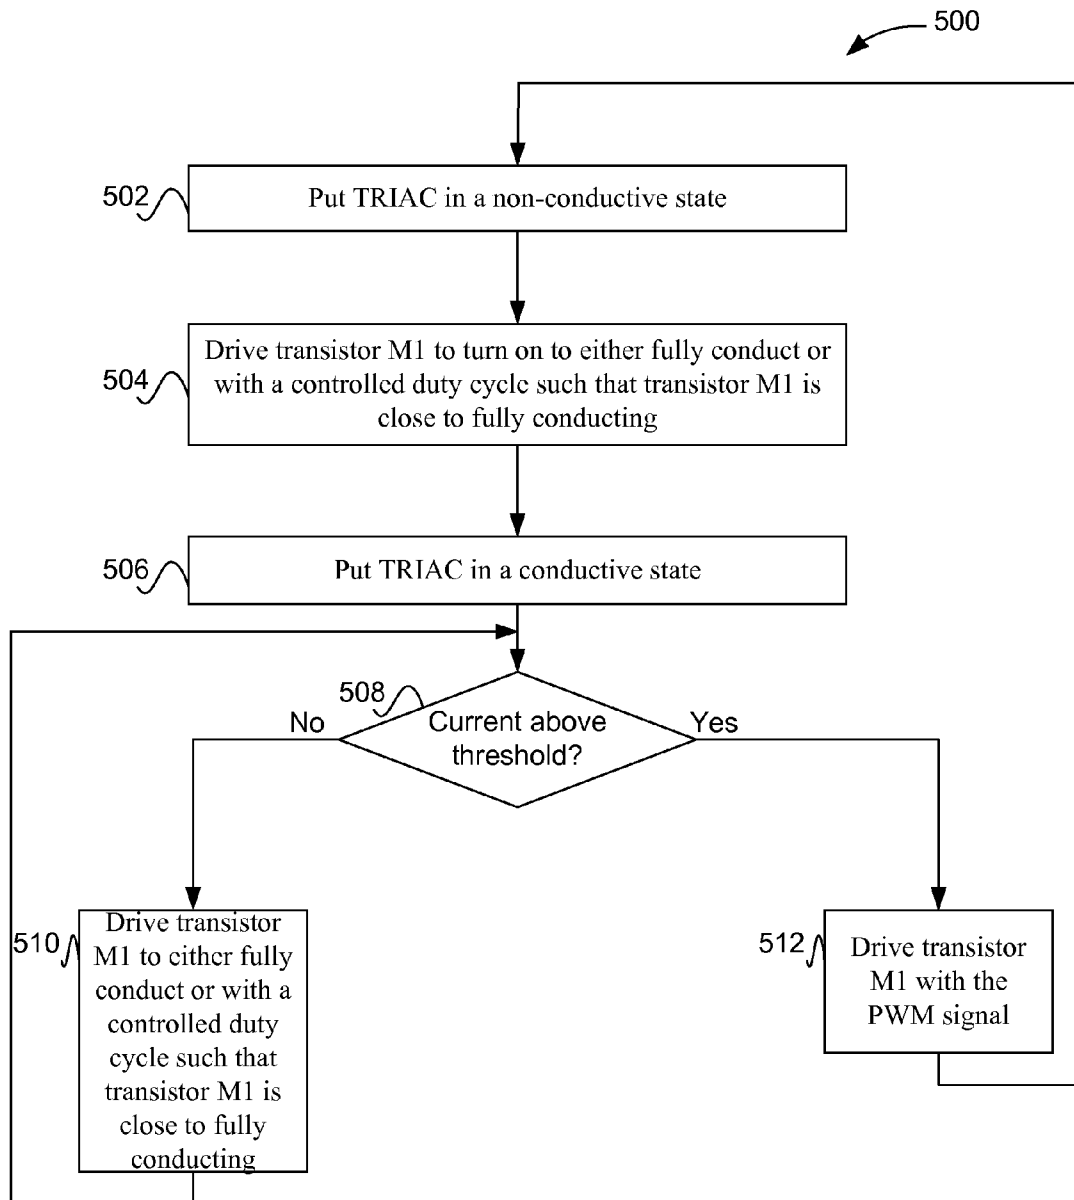 500
502
Put TRIAC in a non-conductive state
504
Drive transistor M1 to turn on to either fully conduct or
with a controlled duty cycle such that transistor M1 is
close to fully conducting
506
Put TRIAC in a conductive state
508
No
Current above
threshold?
Yes
510
Drive transistor
M1 to either fully
conduct or with a
controlled duty
cycle such that
transistor M1 is
close to fully
conducting
512
Drive transistor
M1 with the
PWM signal